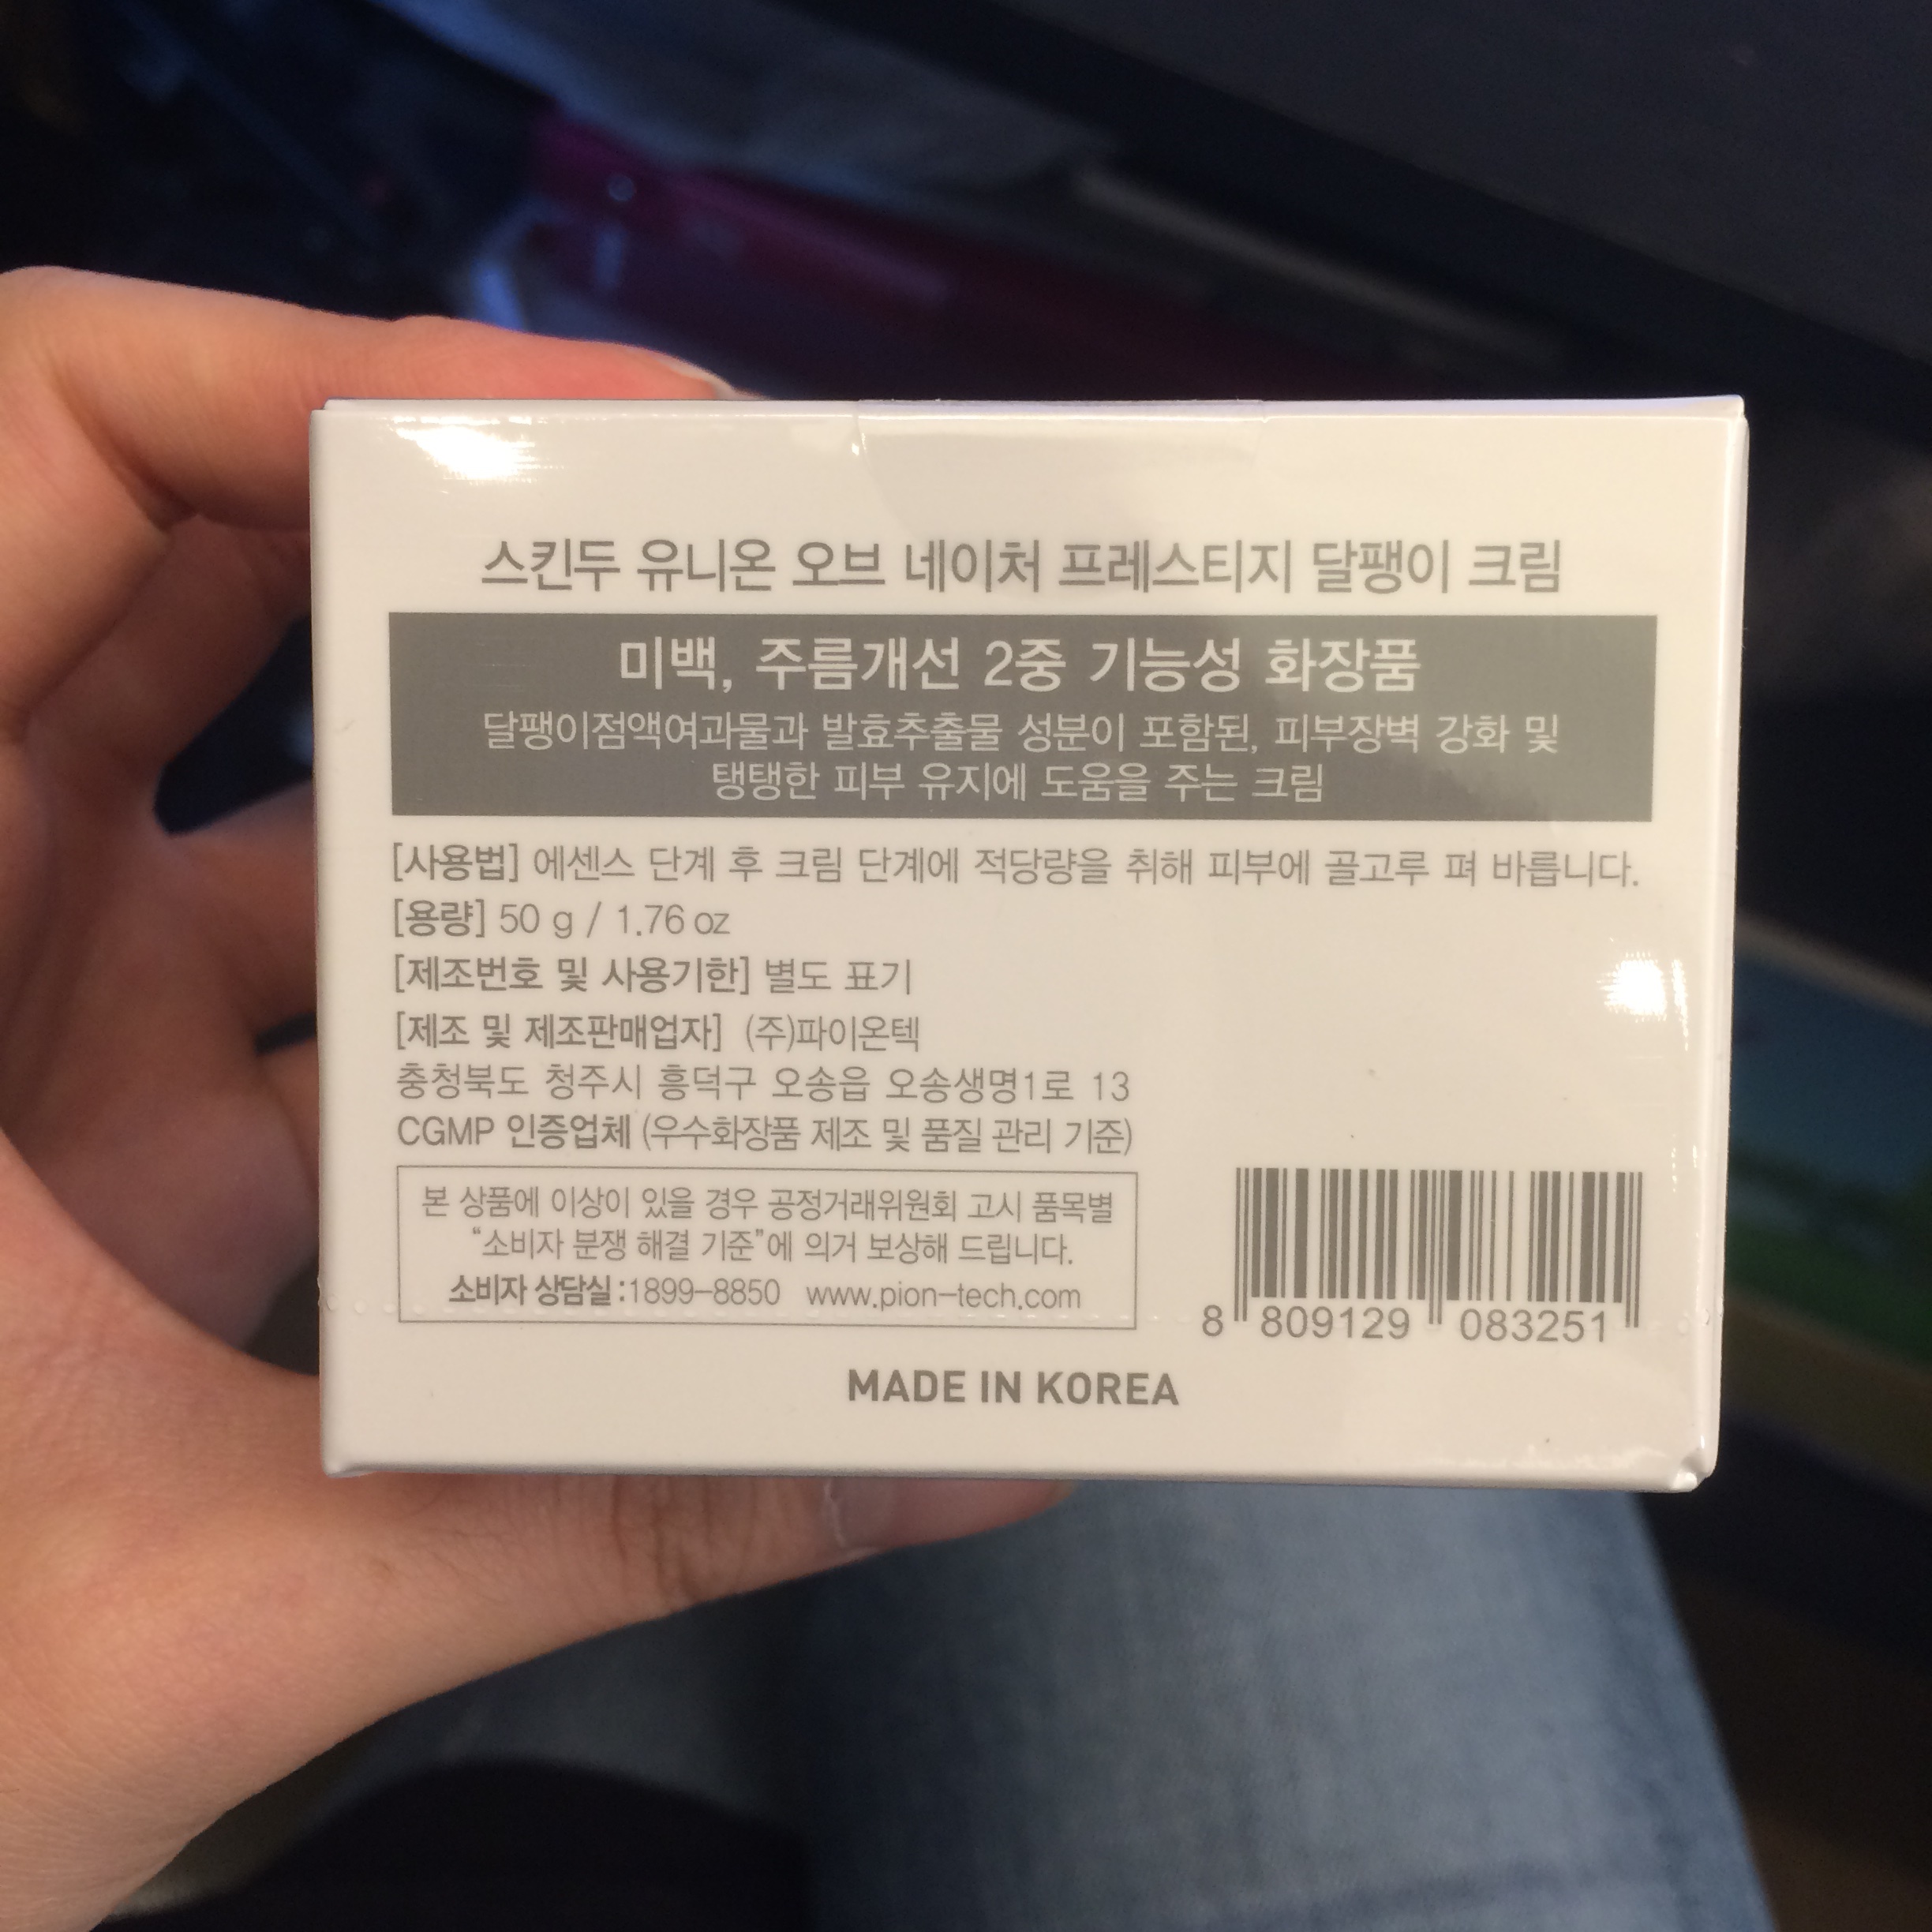 스킨두 유니온 오브 네이처 프레스티지 달팽이 크림
미백, 주름개선 2중 기능성 화장품
달팽이점액여과물과 발효추출물 성분이 포함된, 피부장벽 강화 및
탱탱한 피부 유지에 도움을 주는 크림
[사용법] 에센스 단계 후 크림 단계에 적당량을 취해 피부에 골고루 펴 바릅니다.
[용량] 50 g / 1.76 oz
[제조번호 및 사용기한] 별도 표기
[제조 및 제조판매업자] (주)파이온텍
충청북도 청주시 흥덕구 오송읍 오송생명1로 13
CGMP 인증업체 (우수화장품 제조 및 품질 관리 기준)
본 상품에 이상이 있을 경우 공정거래위원회 고시 품목별
“소비자 분쟁 해결 기준”에 의거 보상해 드립니다.
소비자 상담실:1899-8850 www.pion-tech.com
8 809129 083251
MADE IN KOREA